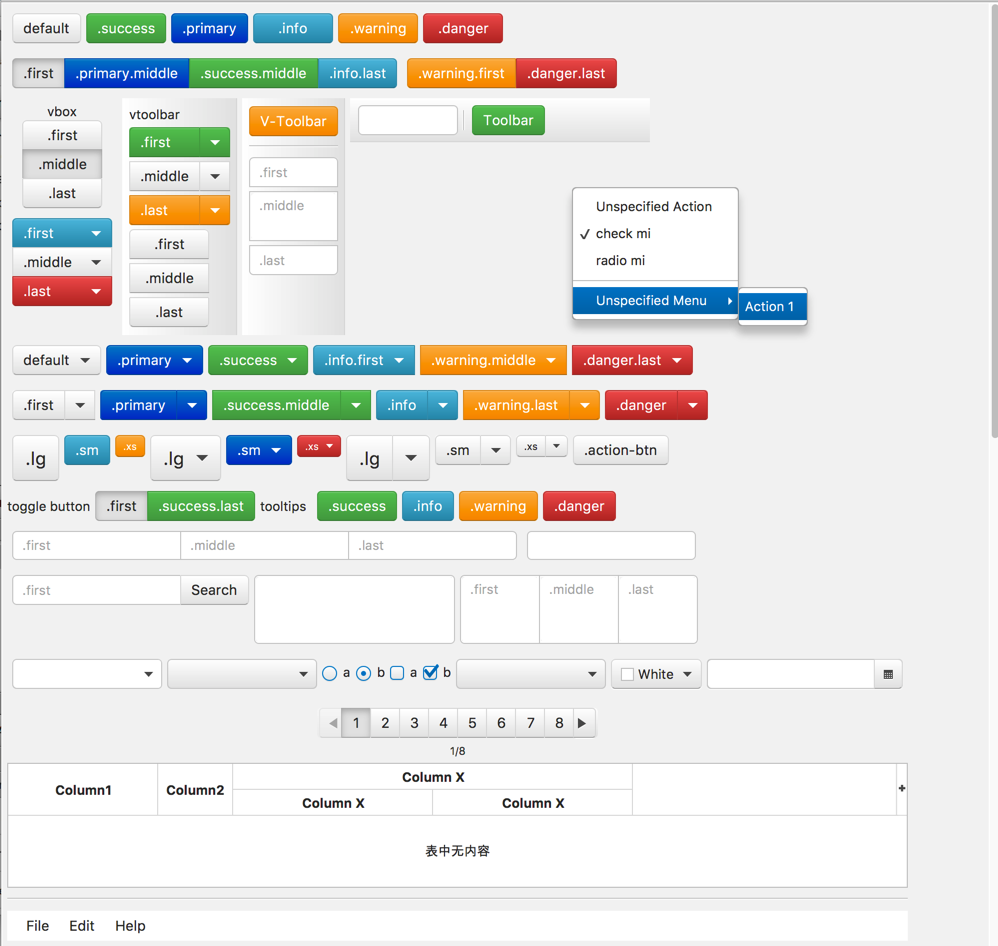 default .success .primary .info .warning .danger
.first .primary.middle .success.middle .info.last .warning.first .danger.last
vbox
.first
.middle
.last
.first
.middle
.last
vtoolbar
.first
.middle
.last
.first
.middle
.last
V-Toolbar
.first
.middle
.last
Toolbar
Unspecified Action
check mi
radio mi
Unspecified Menu Action 1
default .primary .success .info.first .warning.middle .danger.last
.first .primary .success.middle .info .warning.last .danger
.lg .sm .xs .lg .sm .xs .lg .sm .xs .action-btn
toggle button .first .success.last tooltips .success .info .warning .danger
.first .middle .last
.first Search .first .middle .last
a b a b White
1 2 3 4 5 6 7 8
1/8
Column1 Column2 Column X +
Column X Column X
表中无内容
File Edit Help